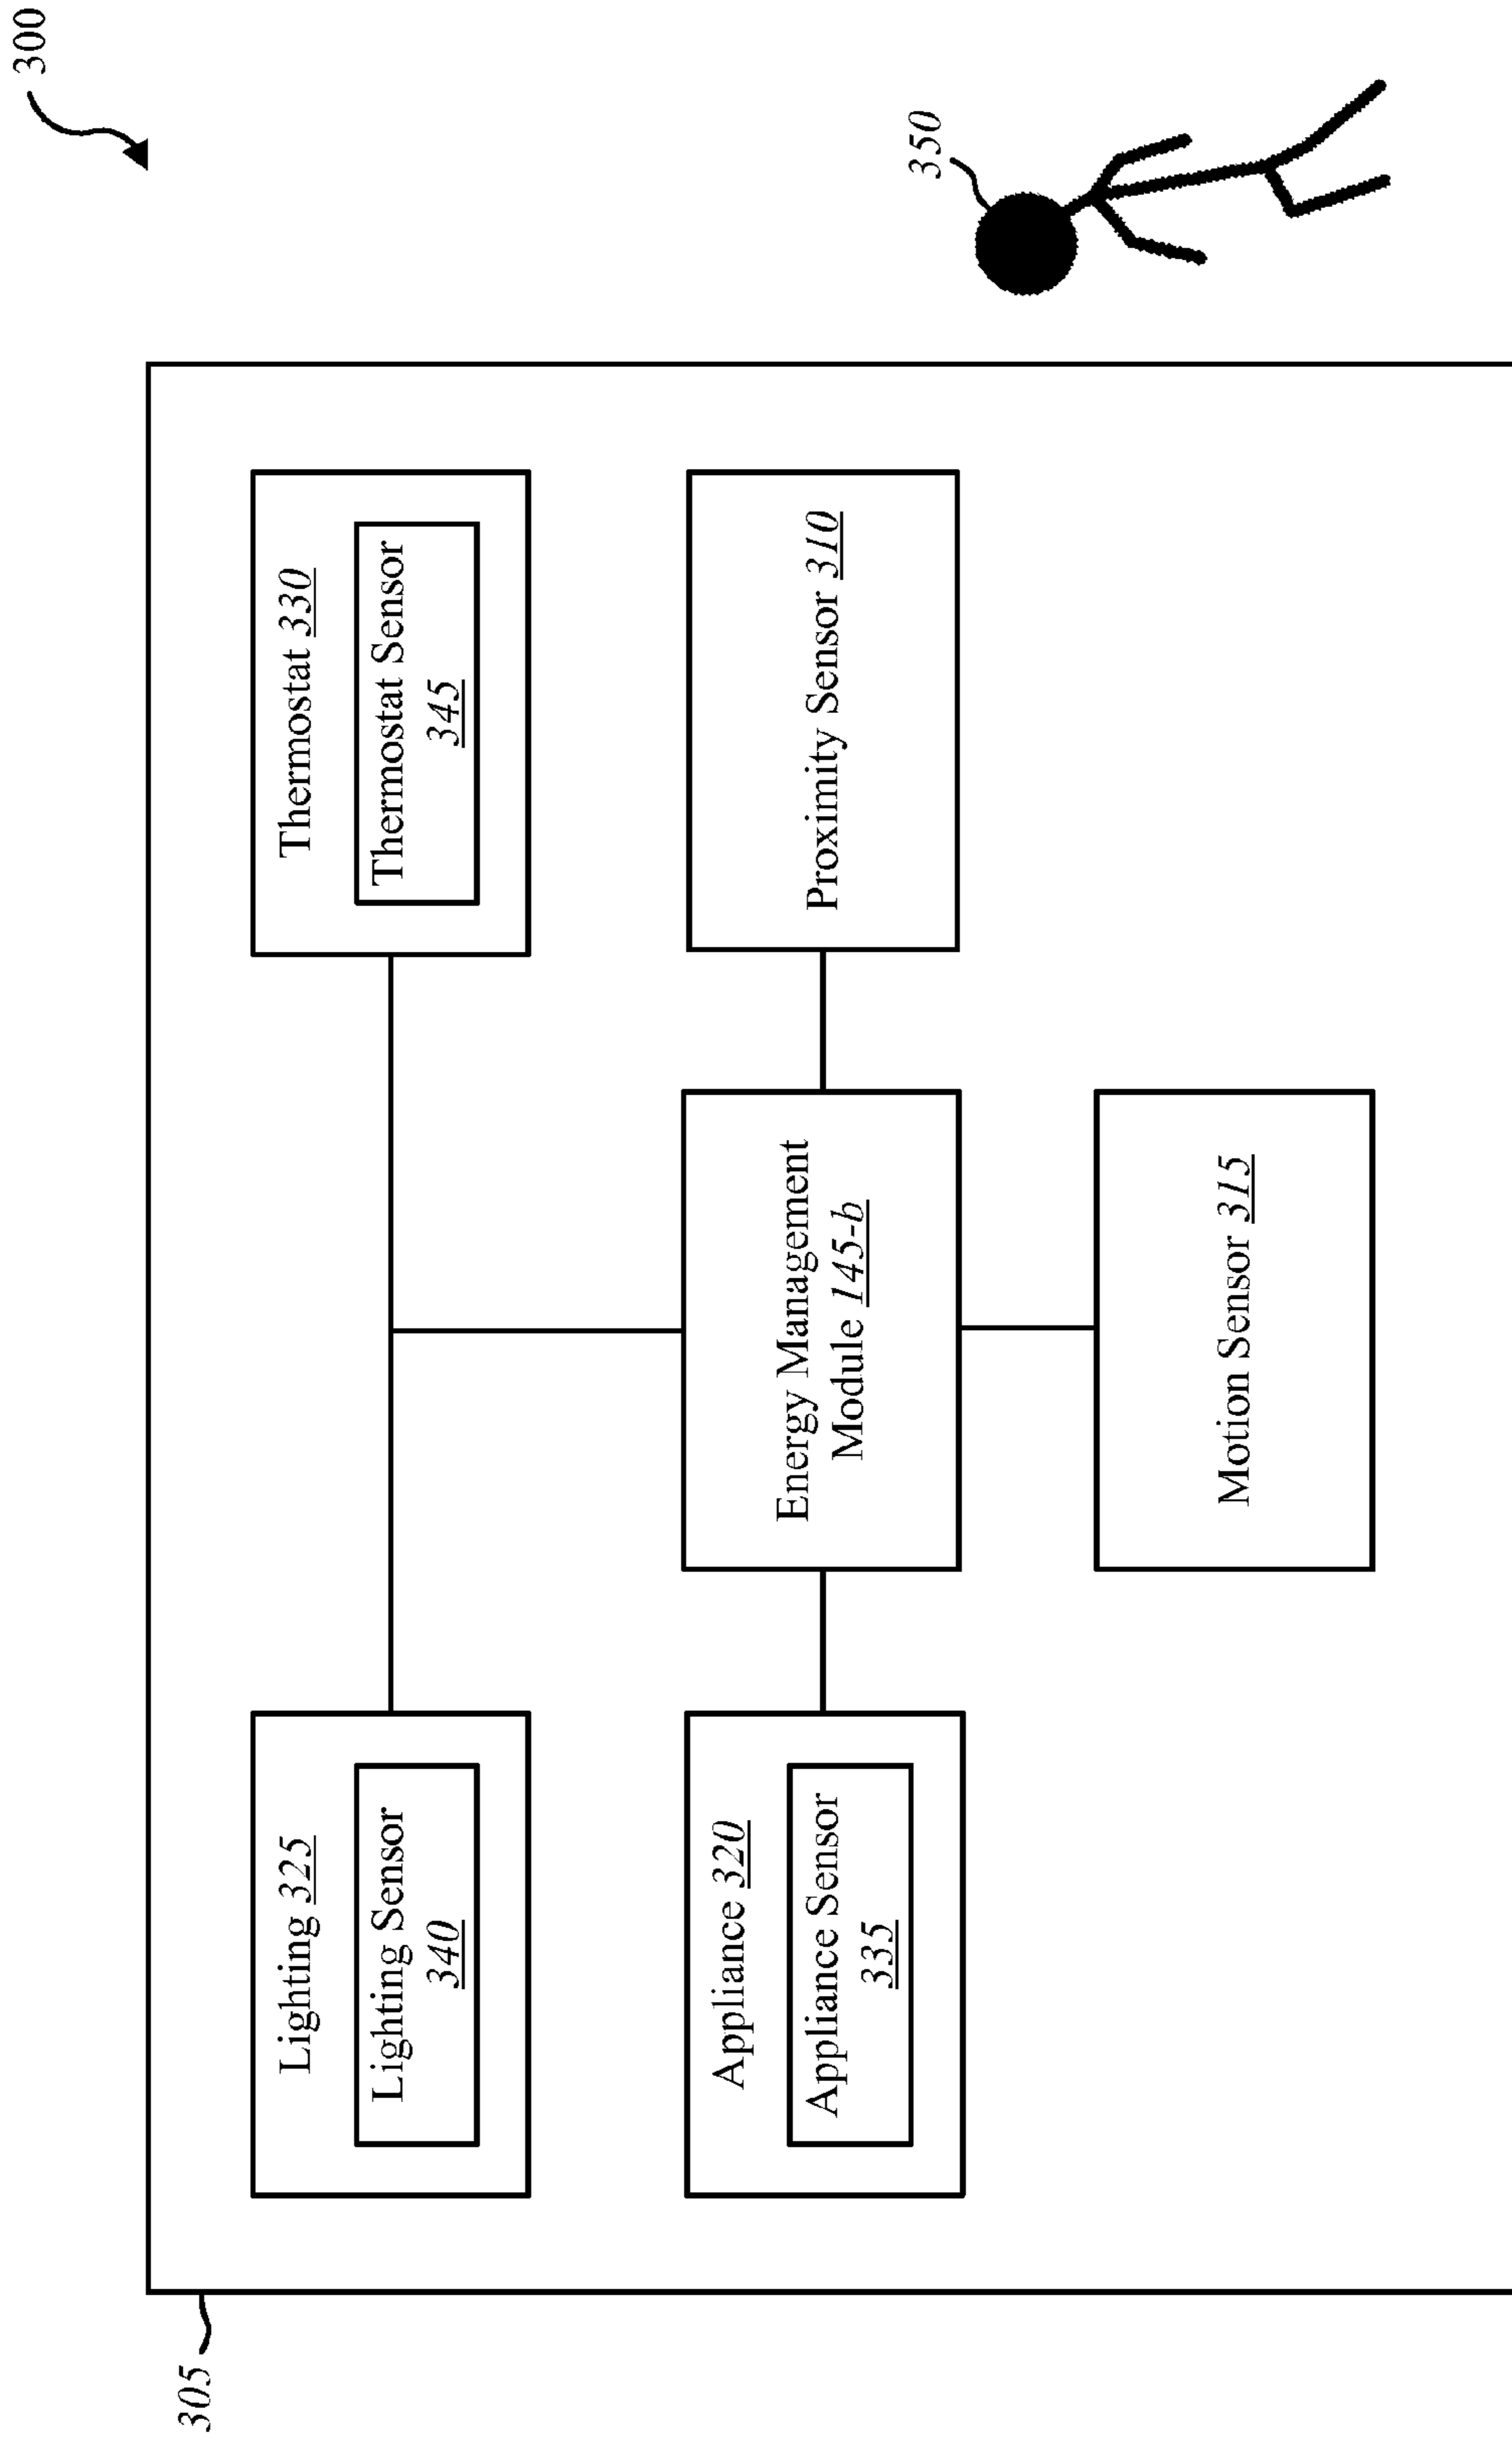 300
305
Lighting 325
Lighting Sensor
340
Thermostat 330
Thermostat Sensor
345
Appliance 320
Appliance Sensor
335
Energy Management
Module 145-b
Proximity Sensor 310
350
Motion Sensor 315